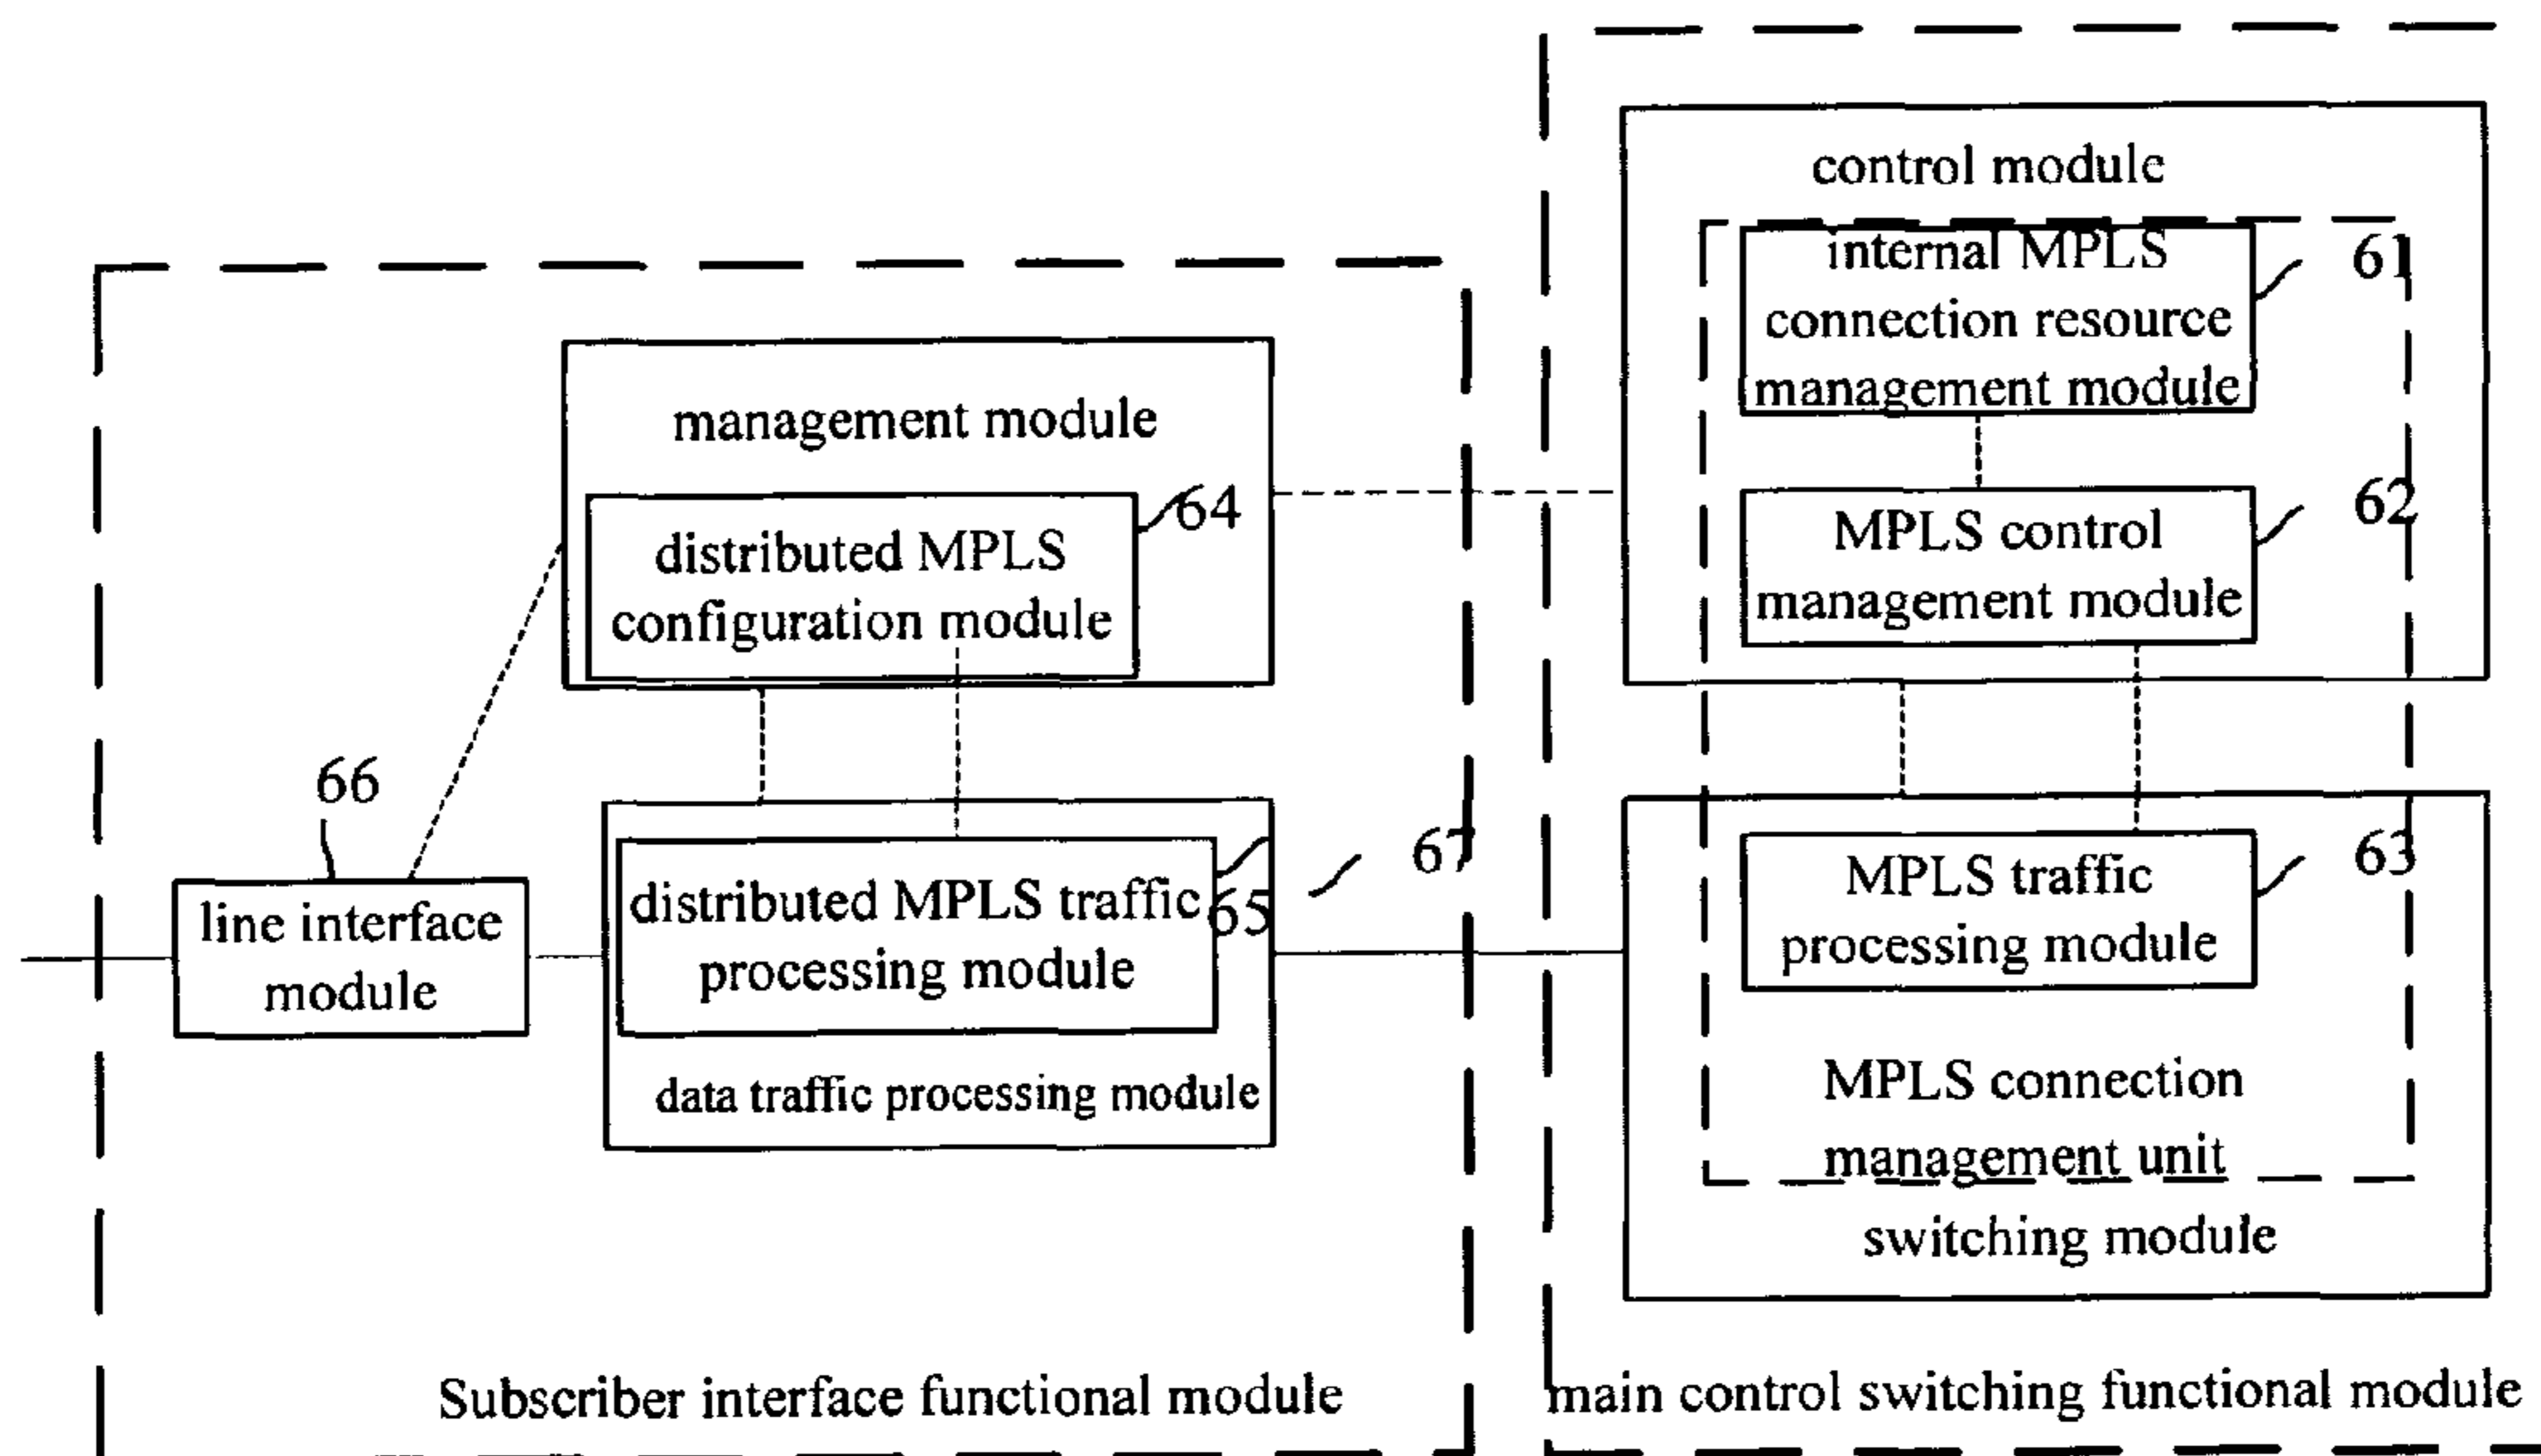 control module
internal MPLS
connection resource
management module
61
MPLS control
management module
62
management module
64
distributed MPLS
configuration module
66
line interface
module
distributed MPLS traffic
processing module
65
67
data traffic processing module
MPLS traffic
processing module
63
MPLS connection
management unit
switching module
Subscriber interface functional module
main control switching functional module